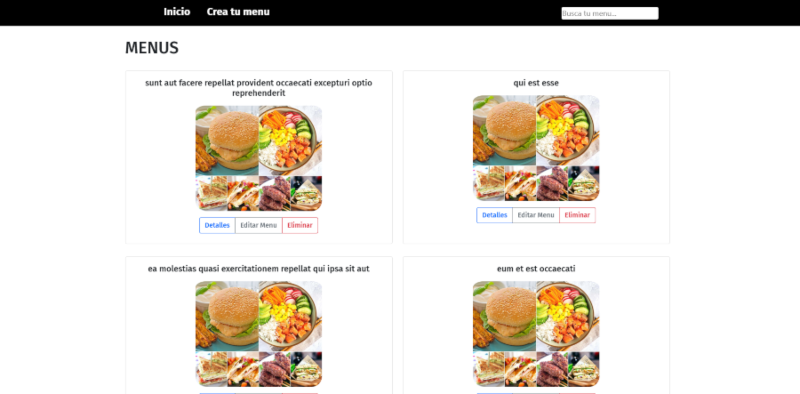 Inicio
Crea tu menu
Busca tu menu...
MENUS
sunt aut facere repellat provident occaecati excepturi optio
reprehenderit
Detalles
Editar Menu
Eliminar
qui est esse
Detalles
Editar Menu
Eliminar
ea molestias quasi exercitationem repellat qui ipsa sit aut
eum et est occaecati